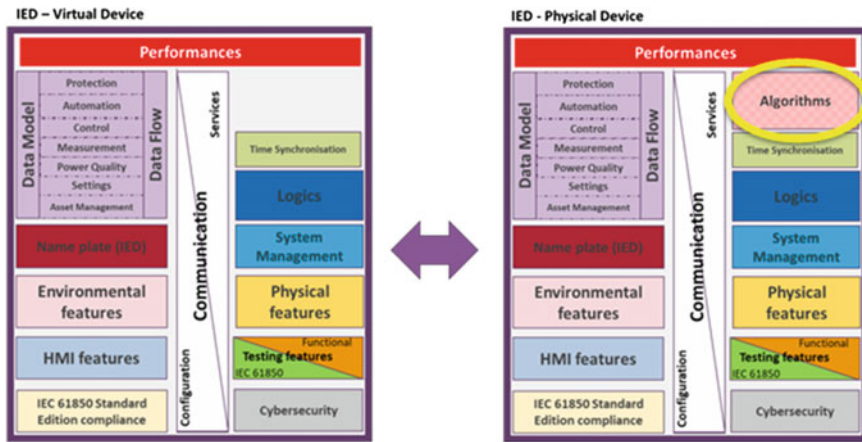 IED – Virtual Device
Performances
Data Model
Protection
Automation
Control
Measurement
Power Quality
Settings
Asset Management
Data Flow
Services
Communication
Configuration
Time Synchronisation
Logics
Name plate (IED)
System
Management
Environmental
features
Physical
features
HMI features
Functional
Testing features
IEC 61850
IEC 61850 Standard
Edition compliance
Cybersecurity
IED - Physical Device
Performances
Data Model
Protection
Automation
Control
Measurement
Power Quality
Settings
Asset Management
Data Flow
Services
Communication
Configuration
Algorithms
Time Synchronisation
Logics
Name plate (IED)
System
Management
Environmental
features
Physical
features
HMI features
Functional
Testing features
IEC 61850
IEC 61850 Standard
Edition compliance
Cybersecurity